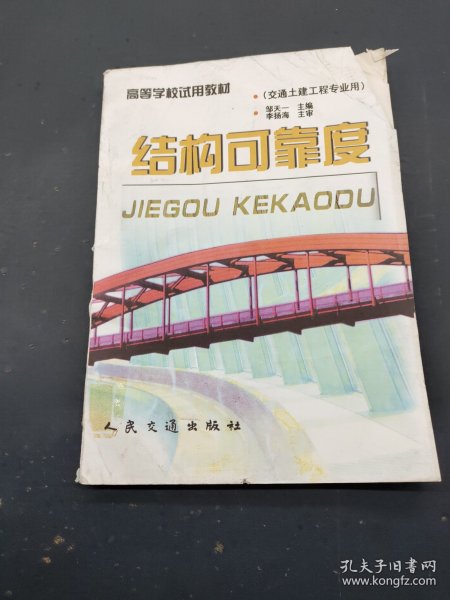 高等学校试用教材
(交通土建工程专业用)
邹天一 主编
李扬海 主审
结构可靠度
JIEGOU KEKAODU
人民交通出版社
孔夫子旧书网
www.kongfz.com